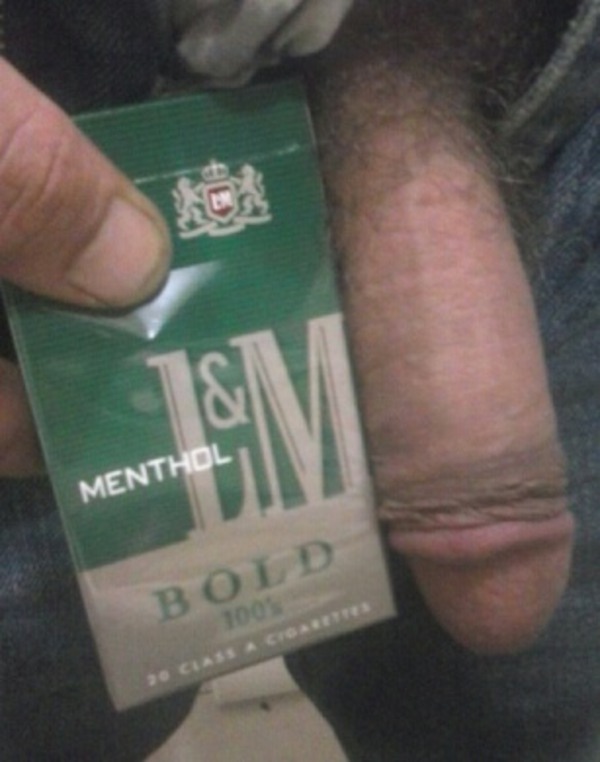 L&M
L&M
MENTHOL
BOLD
100's
20 CLASS A CIGARETTES